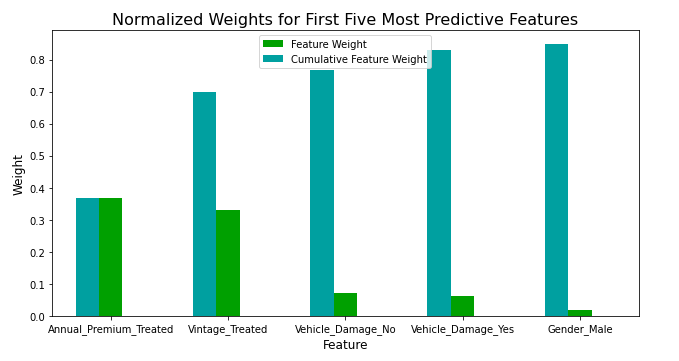 Normalized Weights for First Five Most Predictive Features
Feature Weight
Cumulative Feature Weight
Weight
0.8
0.7
0.6
0.5
0.4
0.3
0.2
0.1
0.0
Annual_Premium_Treated Vintage_Treated Vehicle_Damage_No Vehicle_Damage_Yes Gender_Male
Feature